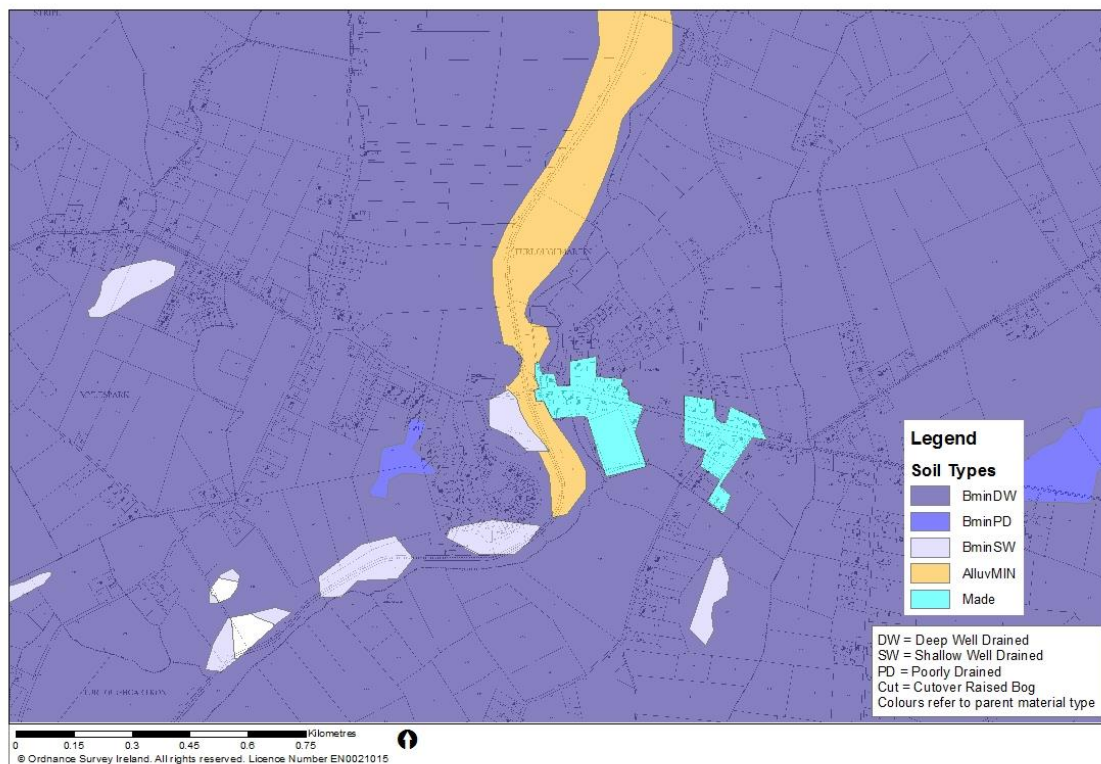 Legend
Soil Types
BminDW
BminPD
BminSW
AlluvMIN
Made
DW = Deep Well Drained
SW = Shallow Well Drained
PD = Poorly Drained
Cut = Cutover Raised Bog
Colours refer to parent material type
Kilometres
0 0.15 0.3 0.45 0.6 0.75
© Ordnance Survey Ireland. All rights reserved. Licence Number EN0021015